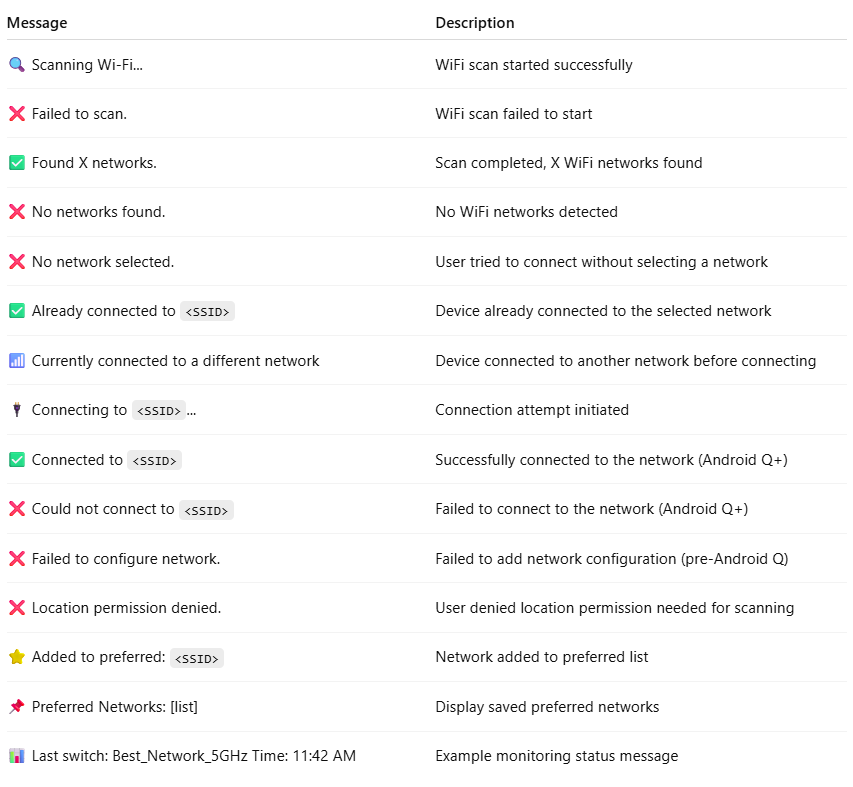 Message Description
🔍 Scanning Wi-Fi... WiFi scan started successfully
❌ Failed to scan. WiFi scan failed to start
✅ Found X networks. Scan completed, X WiFi networks found
❌ No networks found. No WiFi networks detected
❌ No network selected. User tried to connect without selecting a network
✅ Already connected to <SSID> Device already connected to the selected network
📶 Currently connected to a different network Device connected to another network before connecting
🔌 Connecting to <SSID>... Connection attempt initiated
✅ Connected to <SSID> Successfully connected to the network (Android Q+)
❌ Could not connect to <SSID> Failed to connect to the network (Android Q+)
❌ Failed to configure network. Failed to add network configuration (pre-Android Q)
❌ Location permission denied. User denied location permission needed for scanning
⭐ Added to preferred: <SSID> Network added to preferred list
📌 Preferred Networks: [list] Display saved preferred networks
📊 Last switch: Best_Network_5GHz Time: 11:42 AM Example monitoring status message